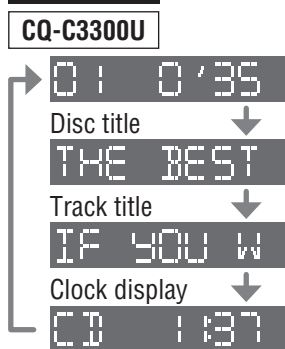 CQ-C3300U
01 0'35
Disc title
THE BEST
Track title
IF YOU W
Clock display
CD 1:37